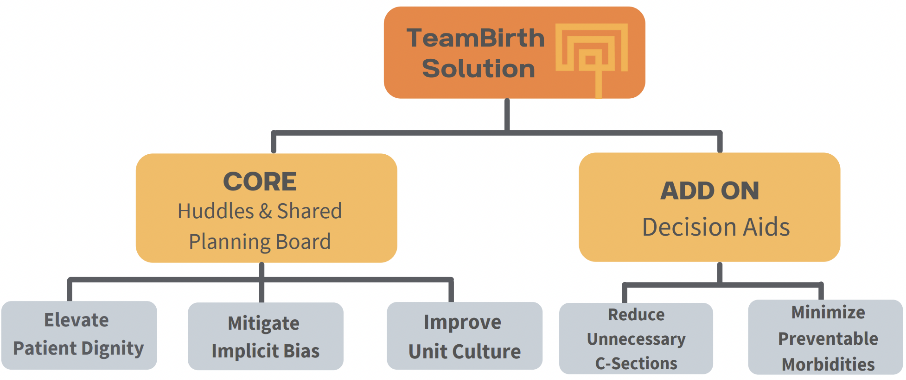 TeamBirth
Solution
CORE
Huddles & Shared
Planning Board
ADD ON
Decision Aids
Elevate
Patient Dignity
Mitigate
Implicit Bias
Improve
Unit Culture
Reduce
Unnecessary
C-Sections
Minimize
Preventable
Morbidities